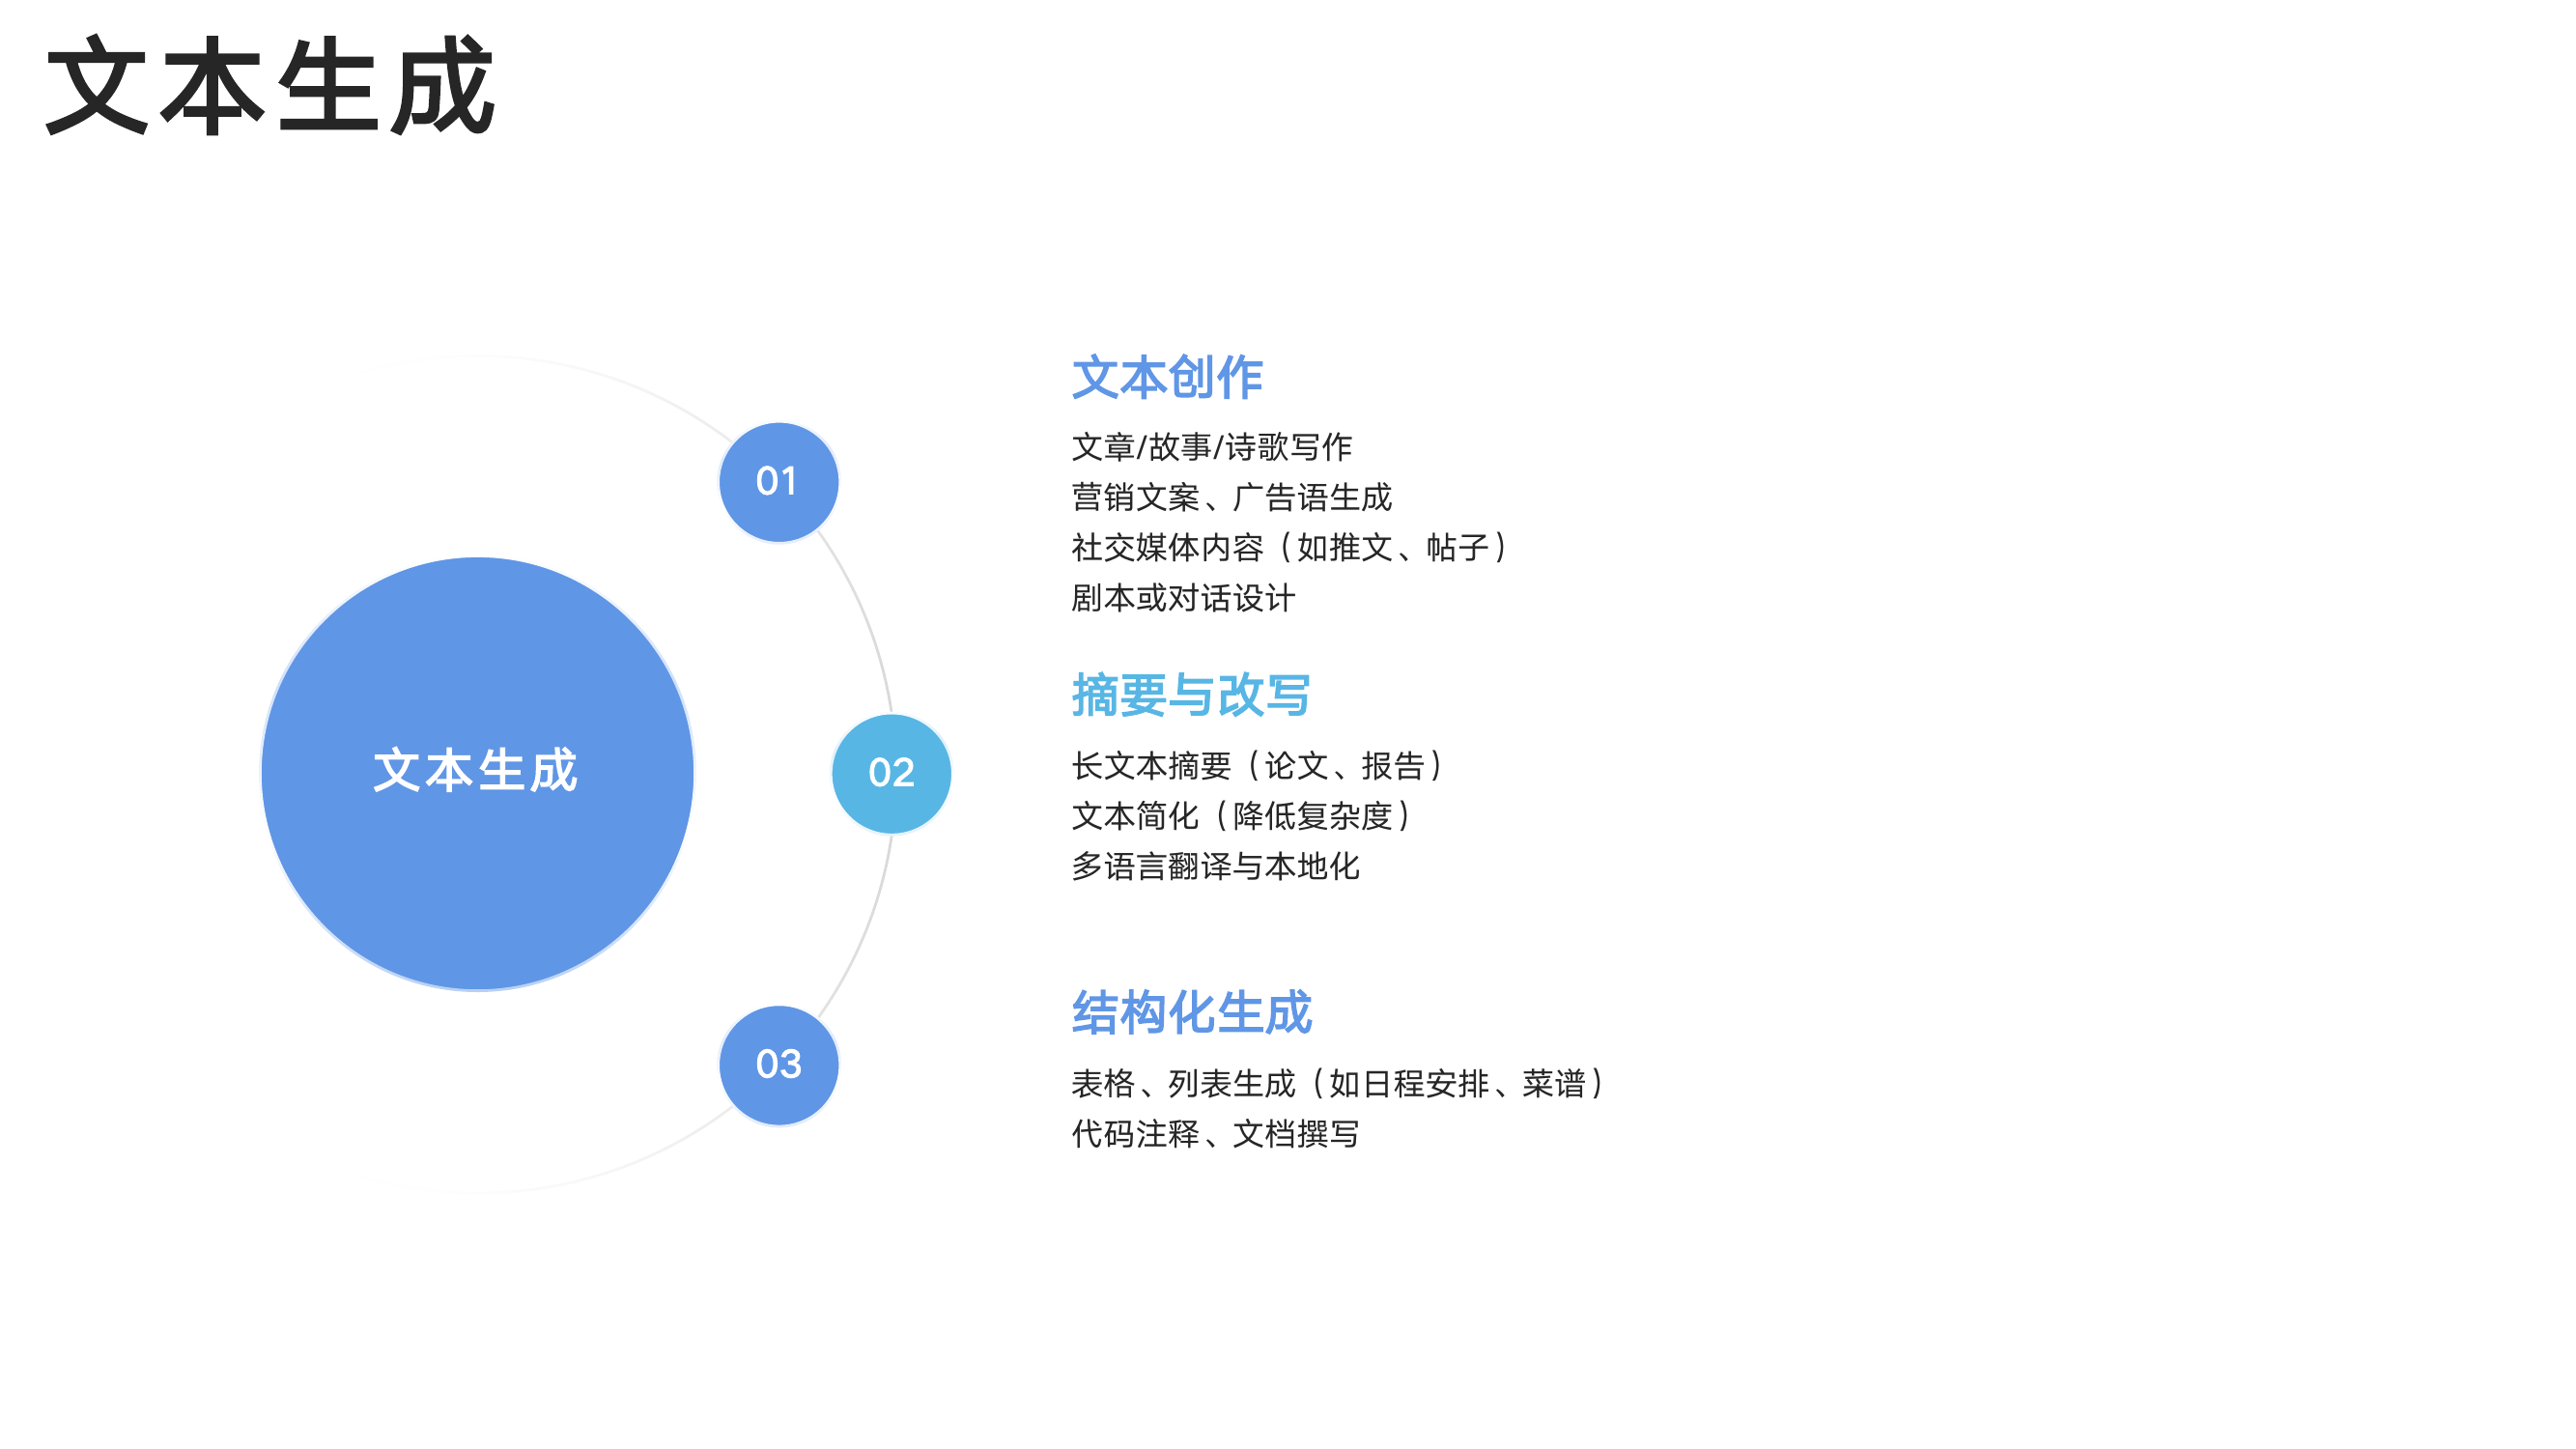 文本生成
文本生成
01
文本创作
文章/故事/诗歌写作
营销文案、广告语生成
社交媒体内容（如推文、帖子）
剧本或对话设计
02
摘要与改写
长文本摘要（论文、报告）
文本简化（降低复杂度）
多语言翻译与本地化
03
结构化生成
表格、列表生成（如日程安排、菜谱）
代码注释、文档撰写